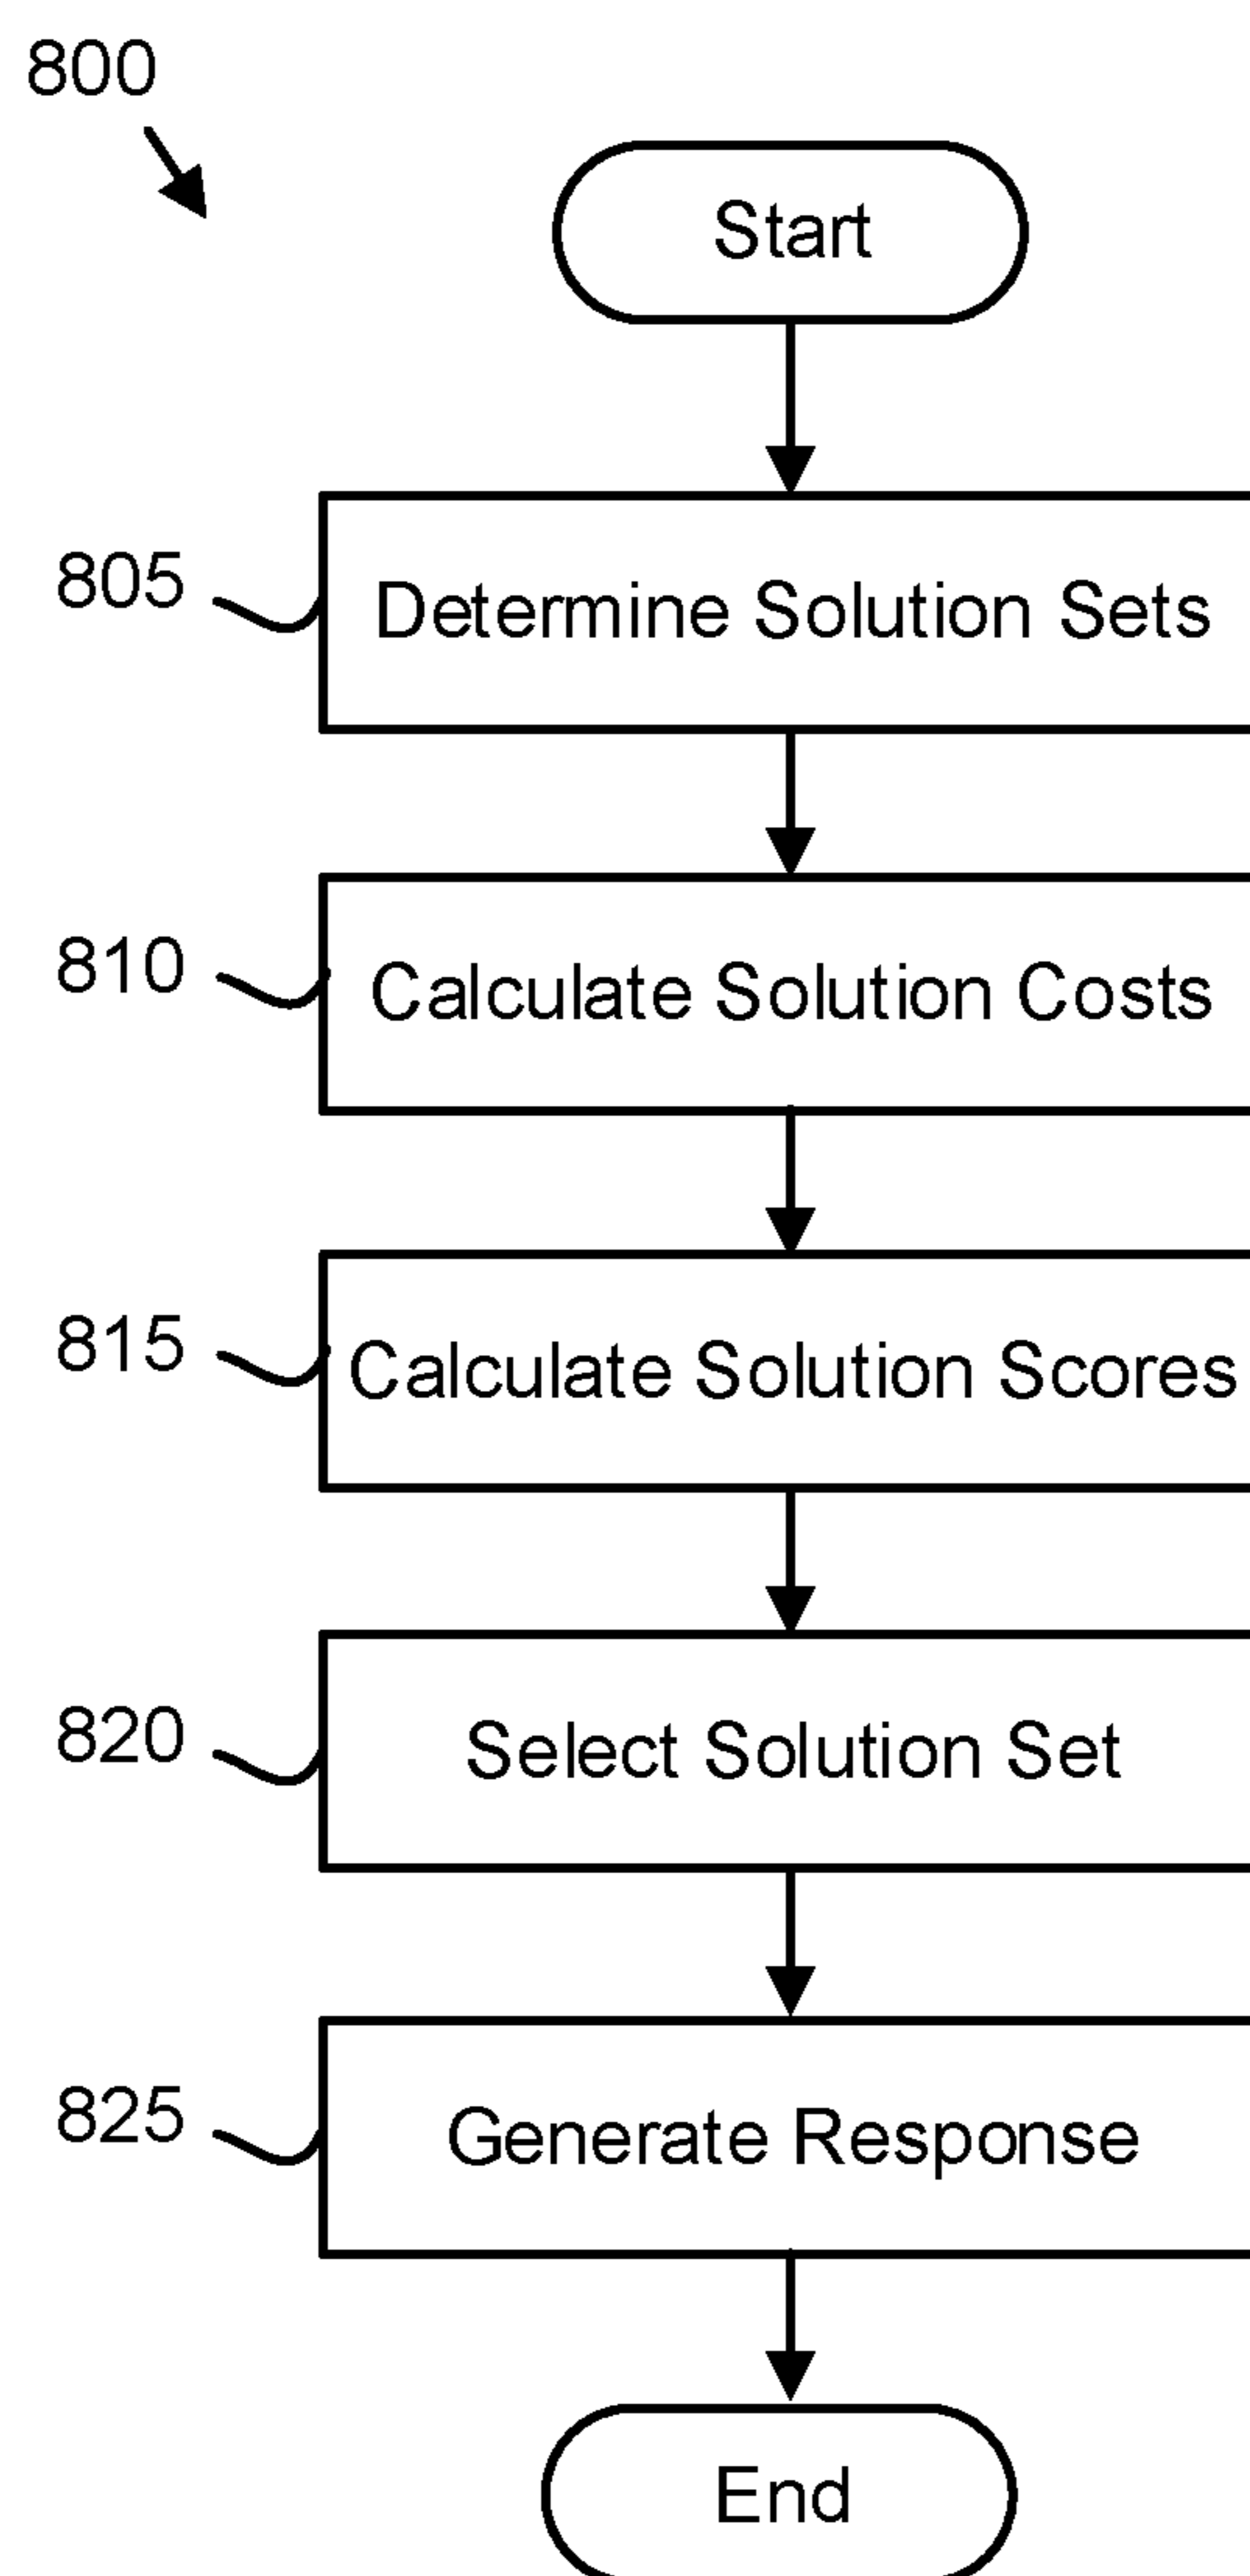 800
Start
805
Determine Solution Sets
810
Calculate Solution Costs
815
Calculate Solution Scores
820
Select Solution Set
825
Generate Response
End